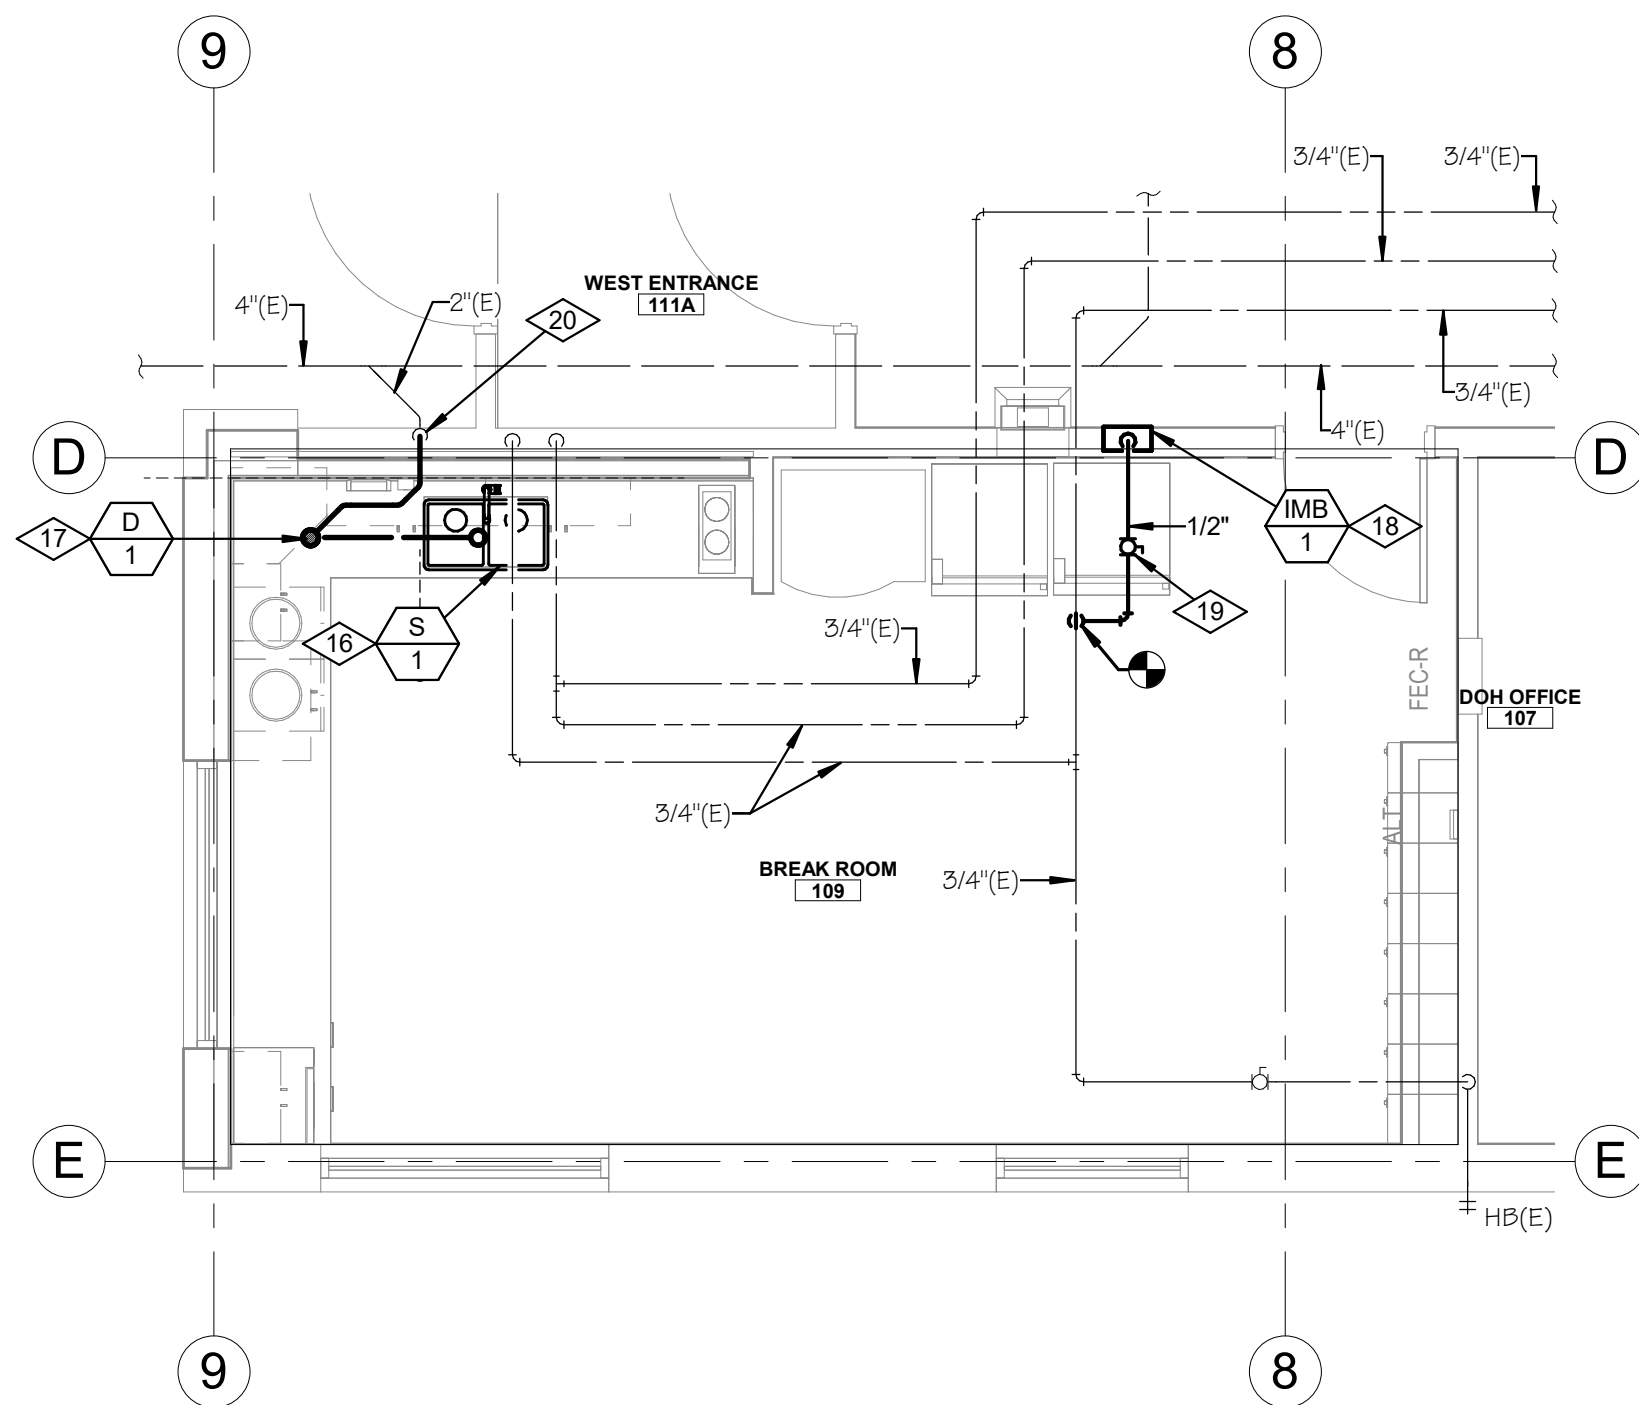 9
8
3/4"(E)
3/4"(E)
WEST ENTRANCE
111A
4"(E)
2"(E)
20
3/4"(E)
4"(E)
D
D
17
D
1
IMB
1
18
1/2"
19
16
S
1
3/4"(E)
FEC-R
DOH OFFICE
107
3/4"(E)
ALT
BREAK ROOM
109
3/4"(E)
E
E
HB(E)
9
8